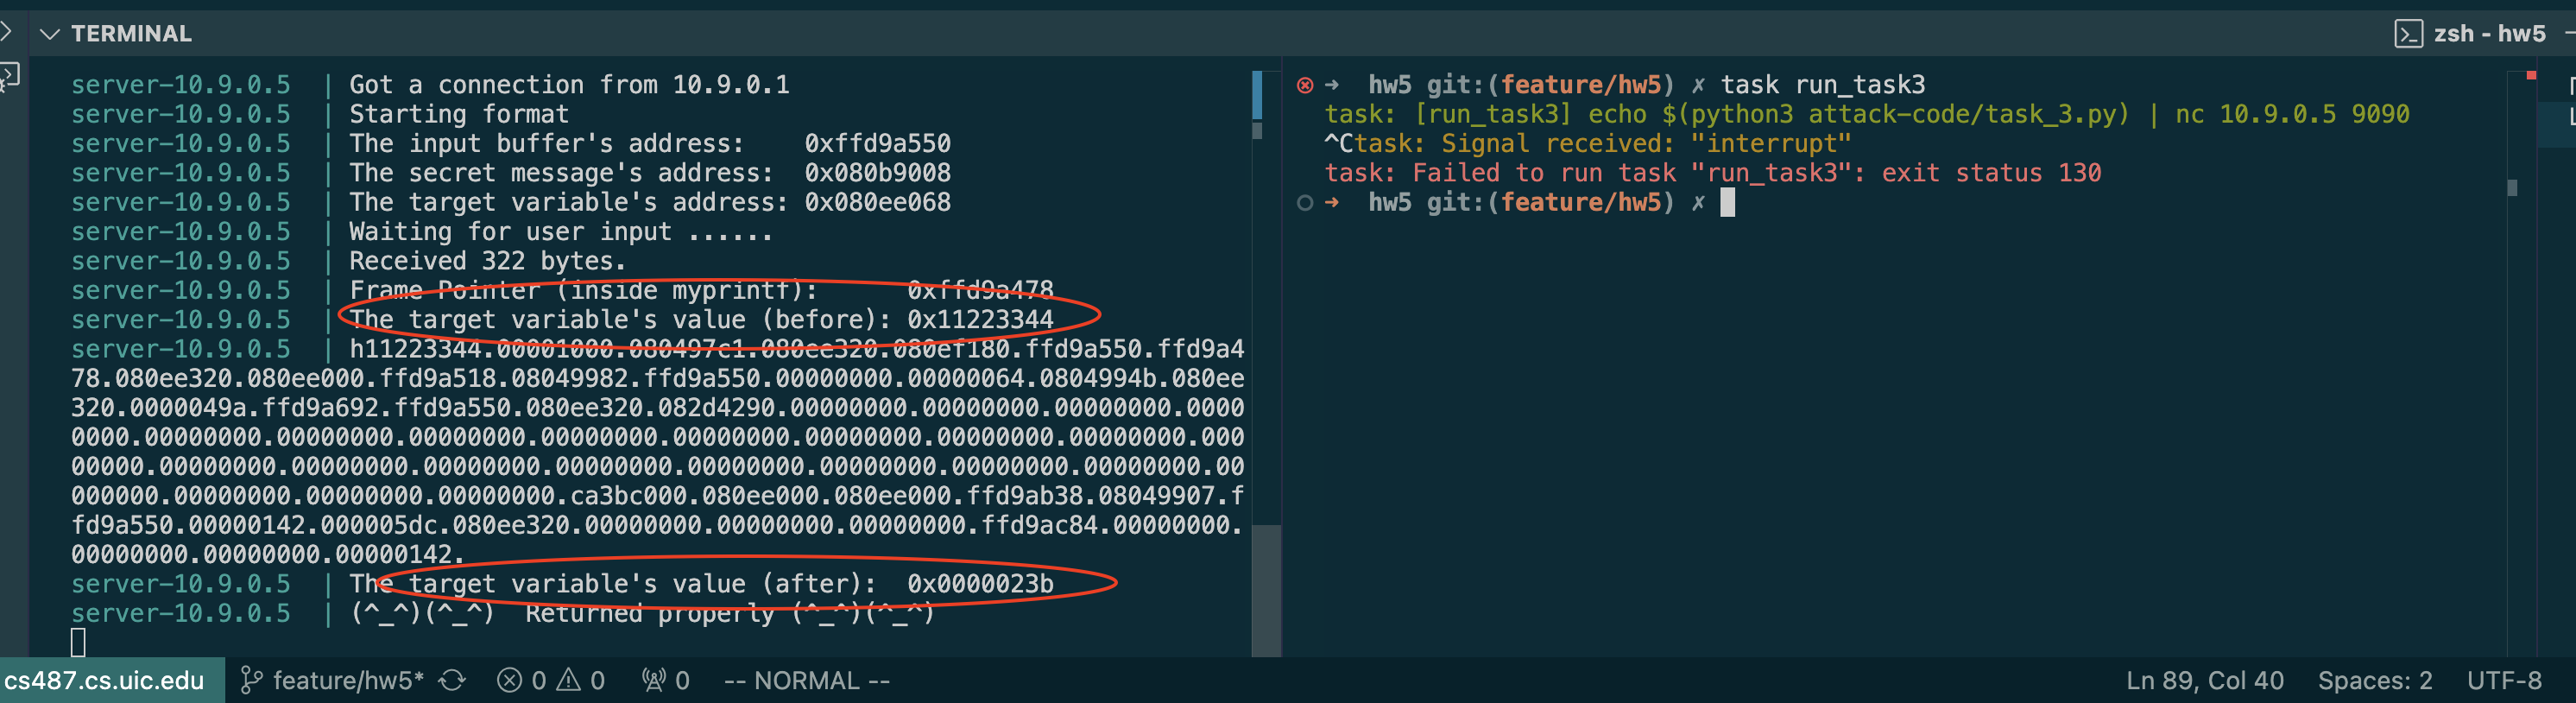 TERMINAL
zsh - hw5
server-10.9.0.5 | Got a connection from 10.9.0.1
server-10.9.0.5 | Starting format
server-10.9.0.5 | The input buffer's address:    0xffd9a550
server-10.9.0.5 | The secret message's address:  0x080b9008
server-10.9.0.5 | The target variable's address: 0x080ee068
server-10.9.0.5 | Waiting for user input ......
server-10.9.0.5 | Received 322 bytes.
server-10.9.0.5 | Frame Pointer (inside myprintf):      0xffd9a478
server-10.9.0.5 | The target variable's value (before): 0x11223344
server-10.9.0.5 | h11223344.00001000.080497c1.080ee320.080ef180.ffd9a550.ffd9a4
78.080ee320.080ee000.ffd9a518.08049982.ffd9a550.00000000.00000064.0804994b.080ee
320.0000049a.ffd9a692.ffd9a550.080ee320.082d4290.00000000.00000000.00000000.0000
0000.00000000.00000000.00000000.00000000.00000000.00000000.00000000.00000000.000
00000.00000000.00000000.00000000.00000000.00000000.00000000.00000000.00000000.00
000000.00000000.00000000.00000000.ca3bc000.080ee000.080ee000.ffd9ab38.08049907.f
fd9a550.00000142.000005dc.080ee320.00000000.00000000.00000000.ffd9ac84.00000000.
00000000.00000000.00000142.
server-10.9.0.5 | The target variable's value (after):  0x0000023b
server-10.9.0.5 | (^_^)(^_^)  Returned properly (^_^)(^_^)
➜  hw5 git:(feature/hw5) ✗ task run_task3
task: [run_task3] echo $(python3 attack-code/task_3.py) | nc 10.9.0.5 9090
^Ctask: Signal received: "interrupt"
task: Failed to run task "run_task3": exit status 130
➜  hw5 git:(feature/hw5) ✗
cs487.cs.uic.edu feature/hw5* 0 0 0 -- NORMAL -- Ln 89, Col 40 Spaces: 2 UTF-8